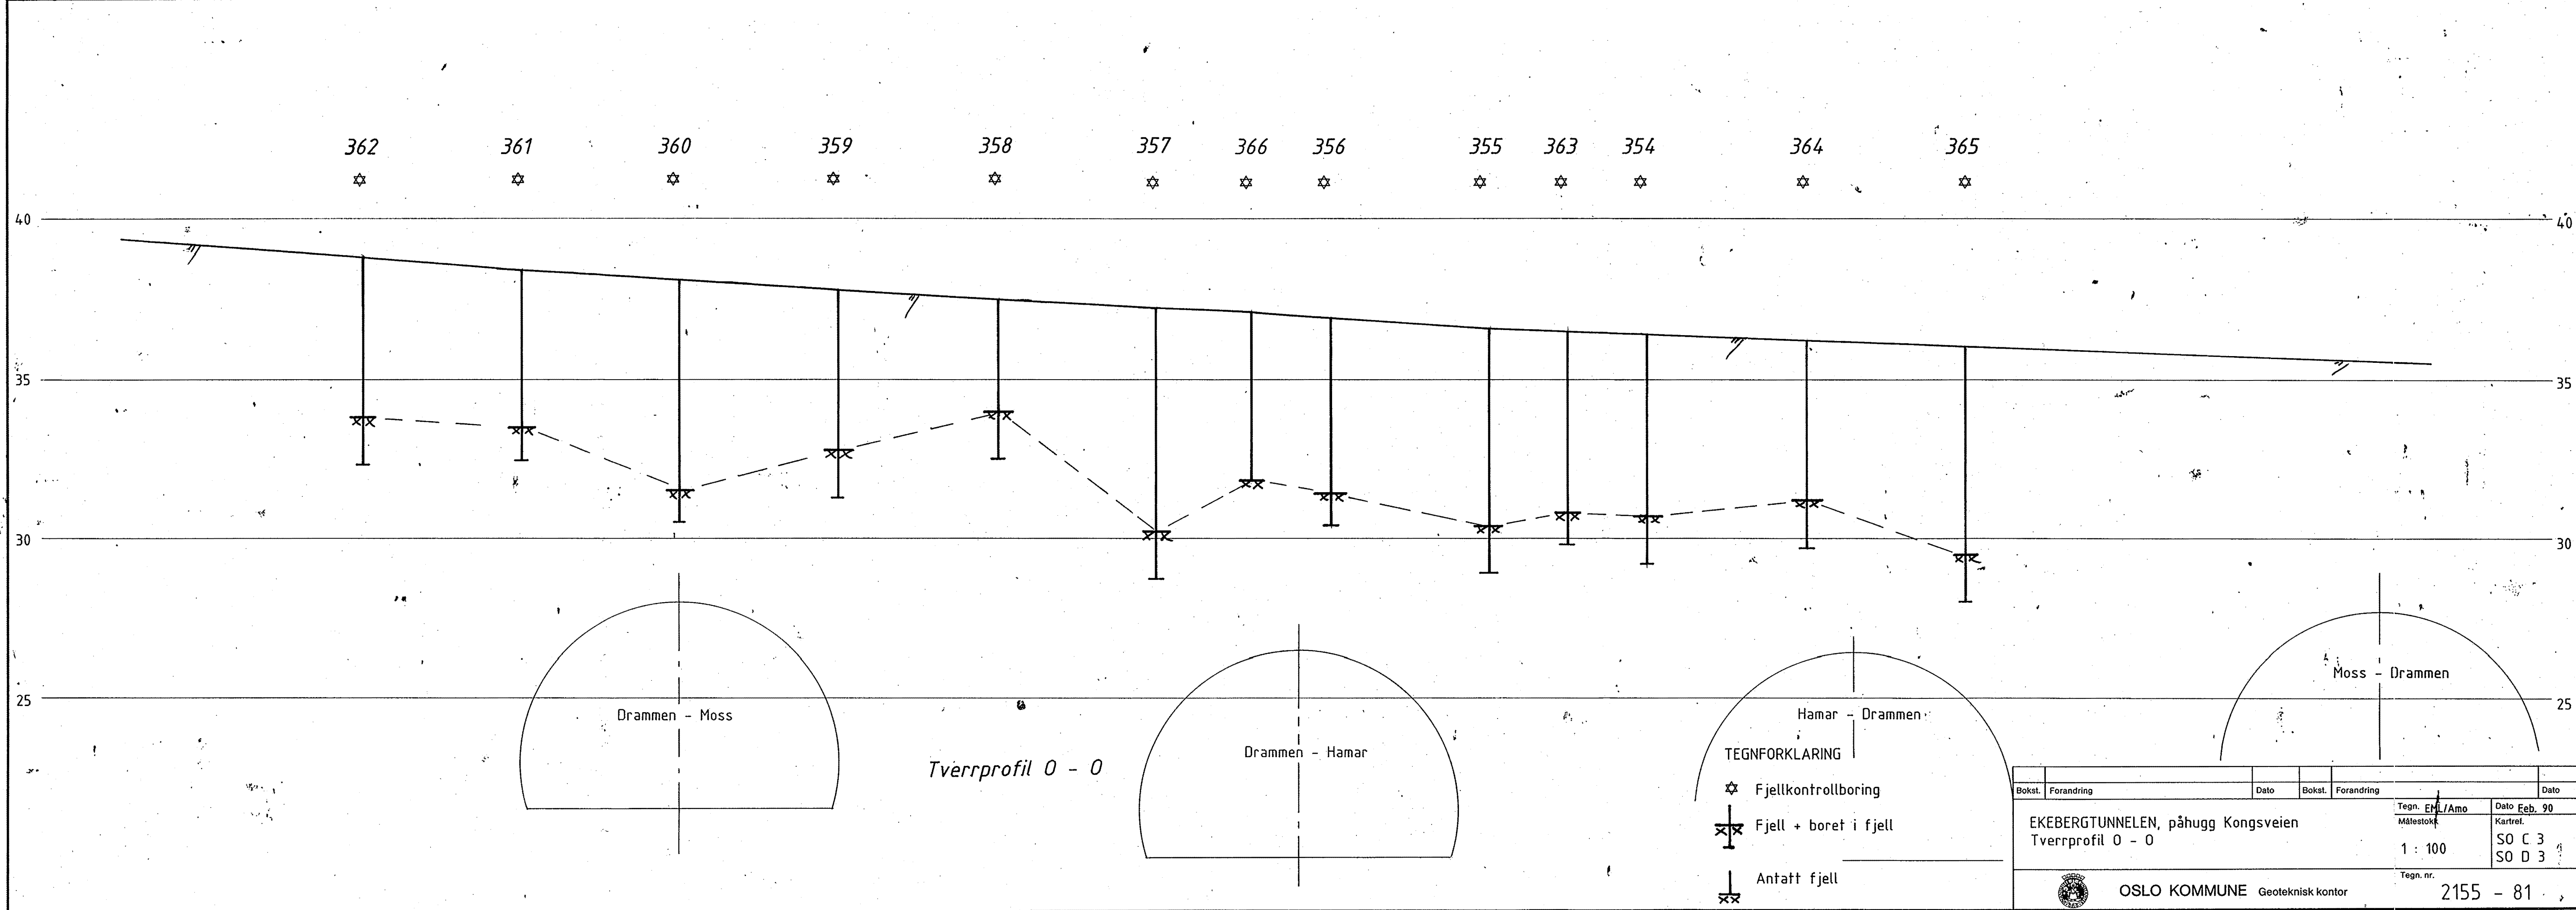 362 361 360 359 358 357 366 356 355 363 354 364 365
40 40
35 35
30 30
25 25
Drammen - Moss
Drammen - Hamar
Hamar - Drammen
Moss - Drammen
Tverrprofil O - O
TEGNFORKLARING
Fjellkontrollboring
Fjell + boret i fjell
Antatt fjell
Bokst. Forandring Dato Bokst. Forandring Dato
EKEBERGTUNNELEN, påhugg Kongsveien
Tverrprofil O - O
Tegn. EML/Amo
Dato Feb. 90
Målestokk
1 : 100
Kartref.
SO C 3
SO D 3
OSLO KOMMUNE Geoteknisk kontor
Tegn. nr.
2155 - 81